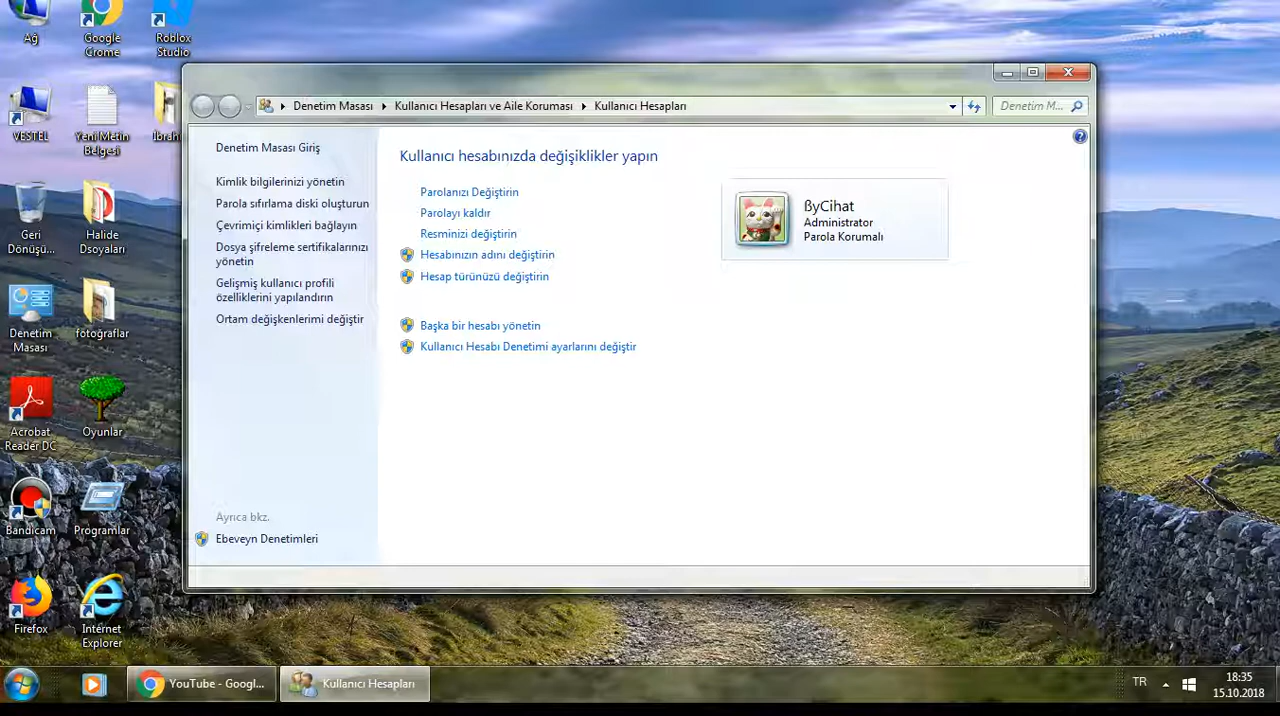 Ağ
Google
Crome
Roblox
Studio
VESTEL
Yeni Metin
Belgesi
Geri
Dönüşü...
Halide
Dsoyaları
Denetim
Masası
fotoğraflar
Acrobat
Reader DC
Oyunlar
Bandicam
Programlar
Firefox
Internet
Explorer
Denetim Masası
Kullanıcı Hesapları ve Aile Koruması
Kullanıcı Hesapları
Denetim M...
Denetim Masası Giriş
Kimlik bilgilerinizi yönetin
Parola sıfırlama diski oluşturun
Çevrimiçi kimlikleri bağlayın
Dosya şifreleme sertifikalarınızı
yönetin
Gelişmiş kullanıcı profili
özelliklerini yapılandırın
Ortam değişkenlerimi değiştir
Ayrıca bkz.
Ebeveyn Denetimleri
Kullanıcı hesabınızda değişiklikler yapın
Parolanızı Değiştirin
Parolayı kaldır
Resminizi değiştirin
Hesabınızın adını değiştirin
Hesap türünüzü değiştirin
Başka bir hesabı yönetin
Kullanıcı Hesabı Denetimi ayarlarını değiştir
ßyCihat
Administrator
Parola Korumalı
YouTube - Googl...
Kullanıcı Hesapları
TR
18:35
15.10.2018